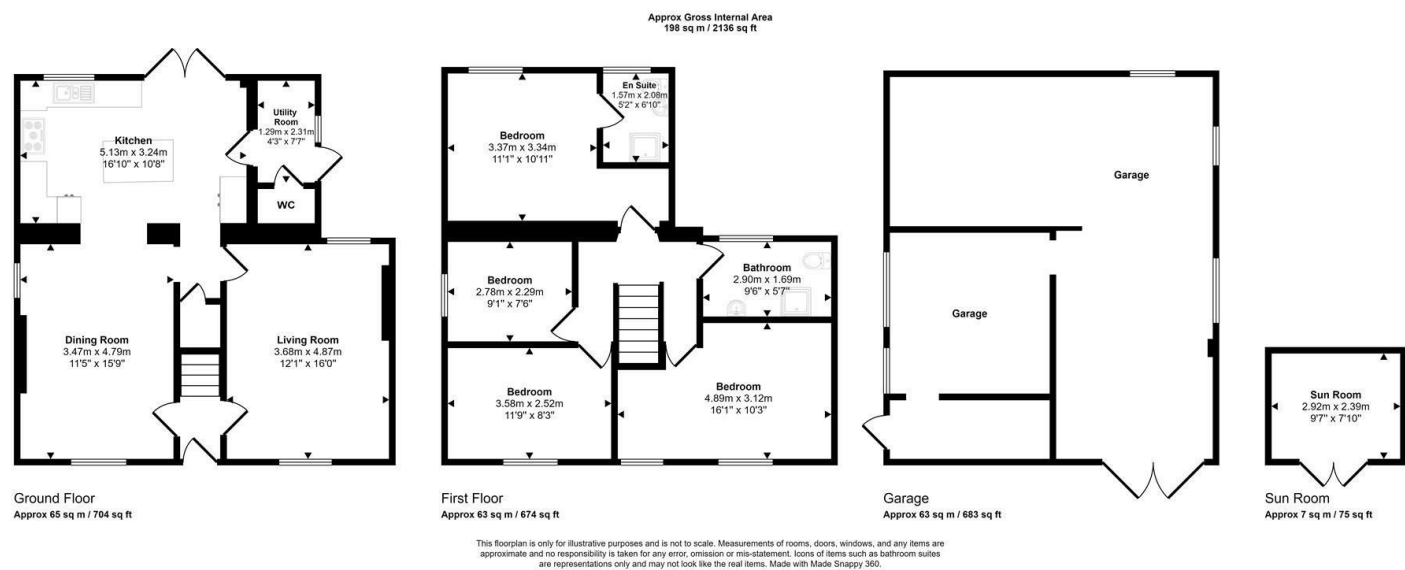 Approx Gross Internal Area
198 sq m / 2136 sq ft
Kitchen
5.13m x 3.24m
16'10" x 10'8"
Utility
Room
1.29m x 2.31m
4'3" x 7'7"
WC
Dining Room
3.47m x 4.79m
11'5" x 15'9"
Living Room
3.68m x 4.87m
12'1" x 16'0"
Ground Floor
Approx 65 sq m / 704 sq ft
Bedroom
3.37m x 3.34m
11'1" x 10'11"
En Suite
1.57m x 2.08m
5'2" x 6'10"
Bedroom
2.78m x 2.29m
9'1" x 7'6"
Bathroom
2.90m x 1.69m
9'6" x 5'7"
Bedroom
3.58m x 2.52m
11'9" x 8'3"
Bedroom
4.89m x 3.12m
16'1" x 10'3"
First Floor
Approx 63 sq m / 674 sq ft
Garage
Garage
Garage
Approx 63 sq m / 683 sq ft
Sun Room
2.92m x 2.39m
9'7" x 7'10"
Sun Room
Approx 7 sq m / 75 sq ft
This floorplan is only for illustrative purposes and is not to scale. Measurements of rooms, doors, windows, and any items are
approximate and no responsibility is taken for any error, omission or mis-statement. Icons of items such as bathroom suites
are representations only and may not look like the real items. Made with Made Snappy 360.